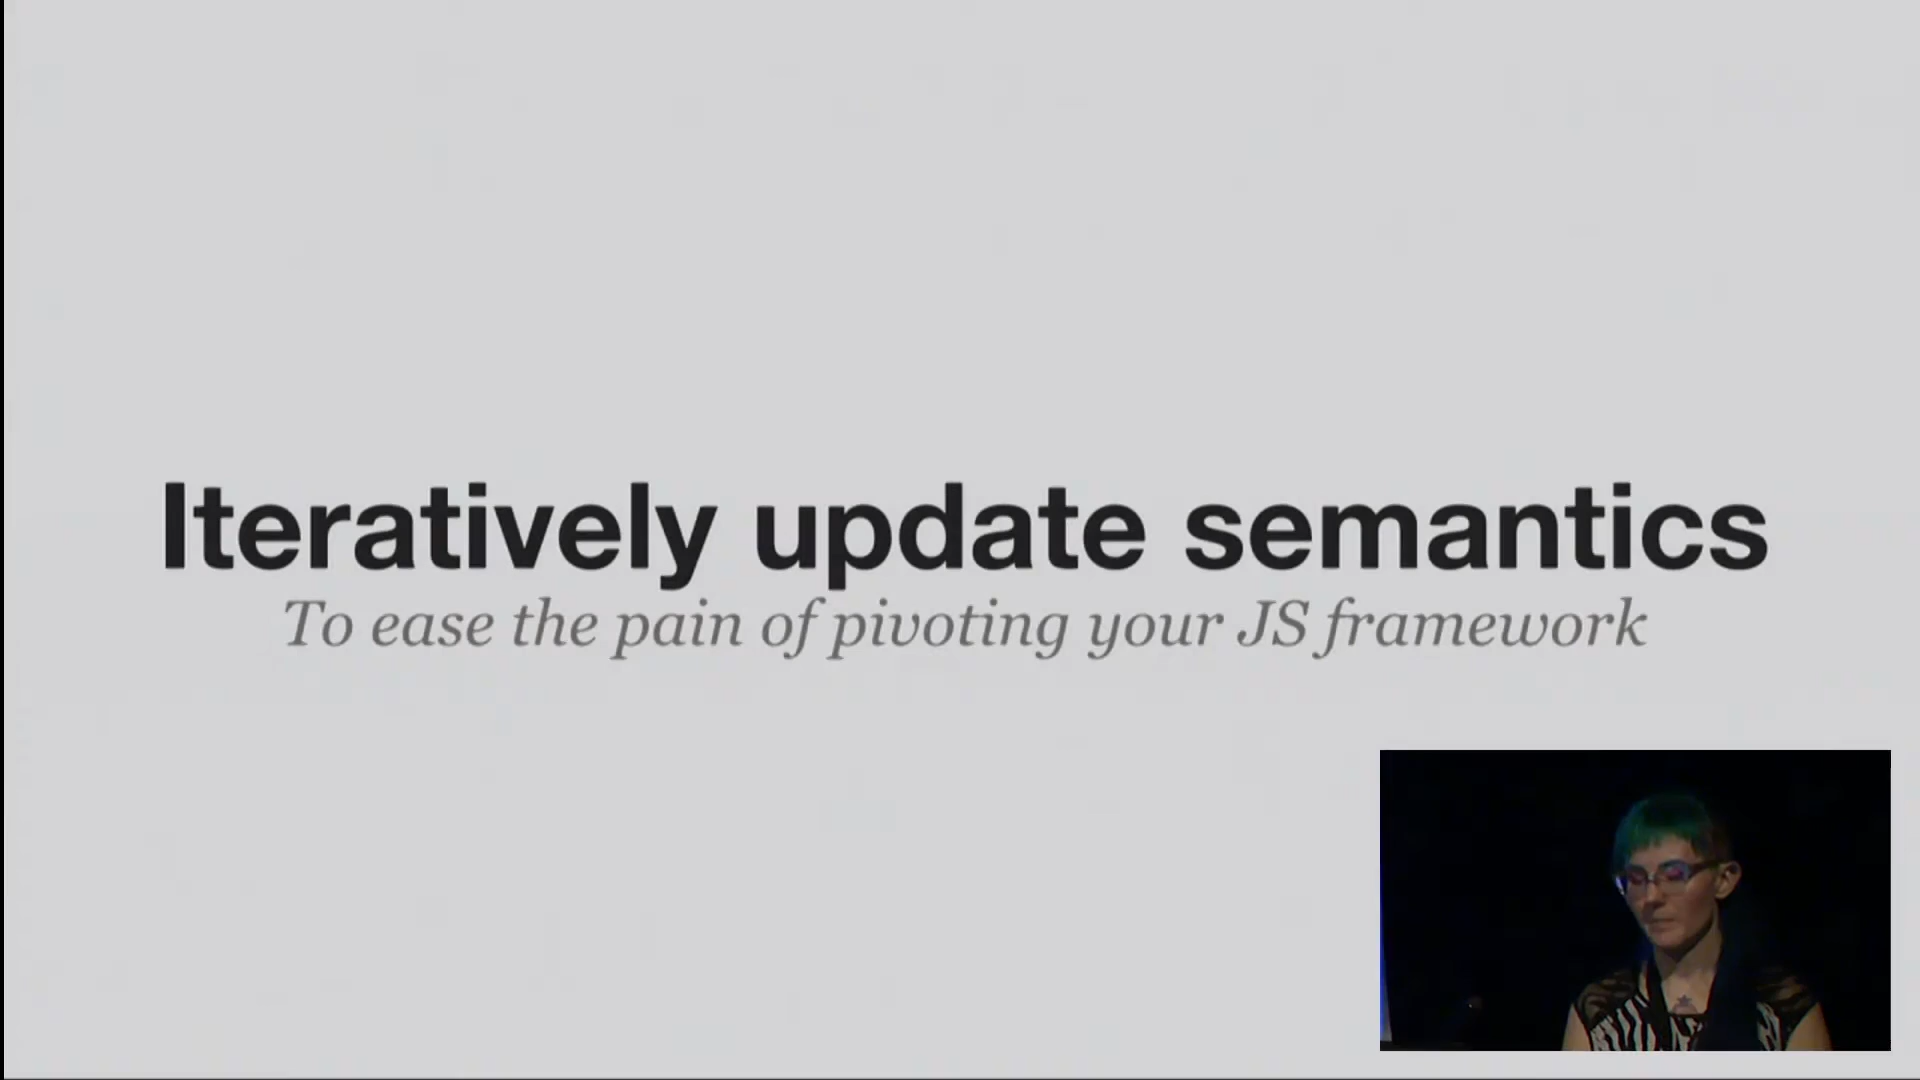 Iteratively update semantics
To ease the pain of pivoting your JS framework